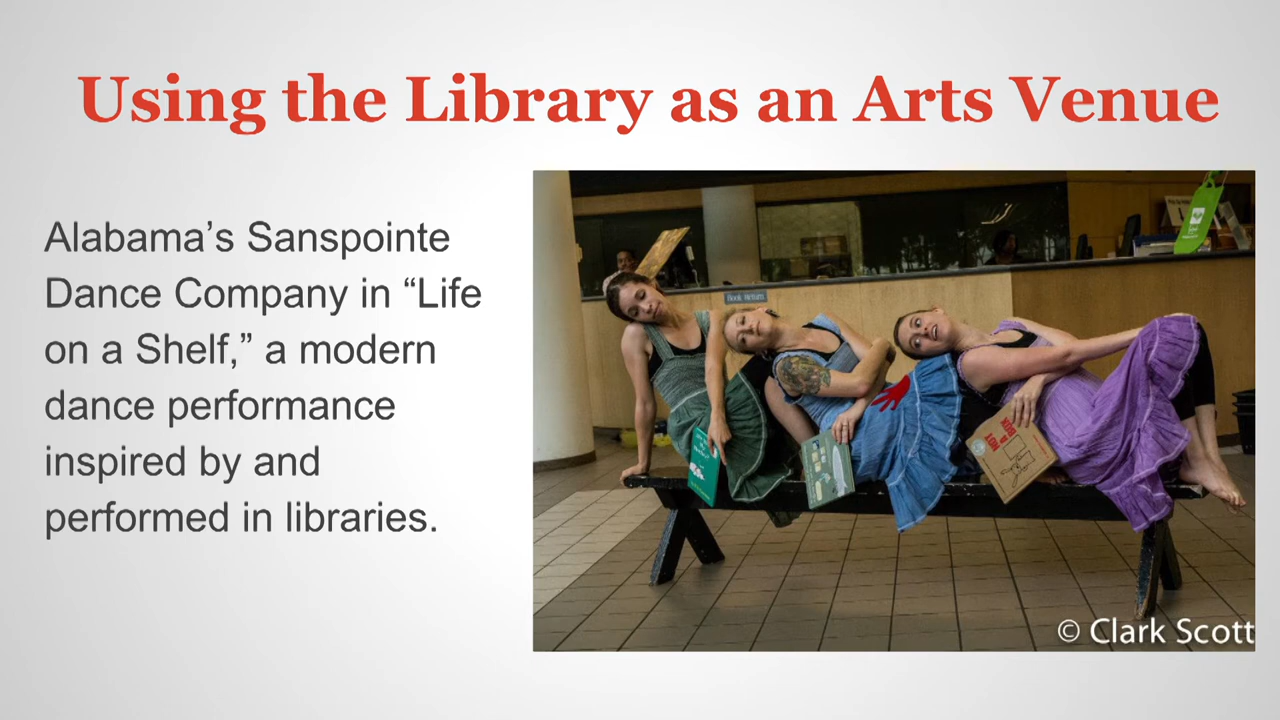 Using the Library as an Arts Venue
Alabama’s Sanspointe
Dance Company in “Life
on a Shelf,” a modern
dance performance
inspired by and
performed in libraries.
Book Return
© Clark Scott